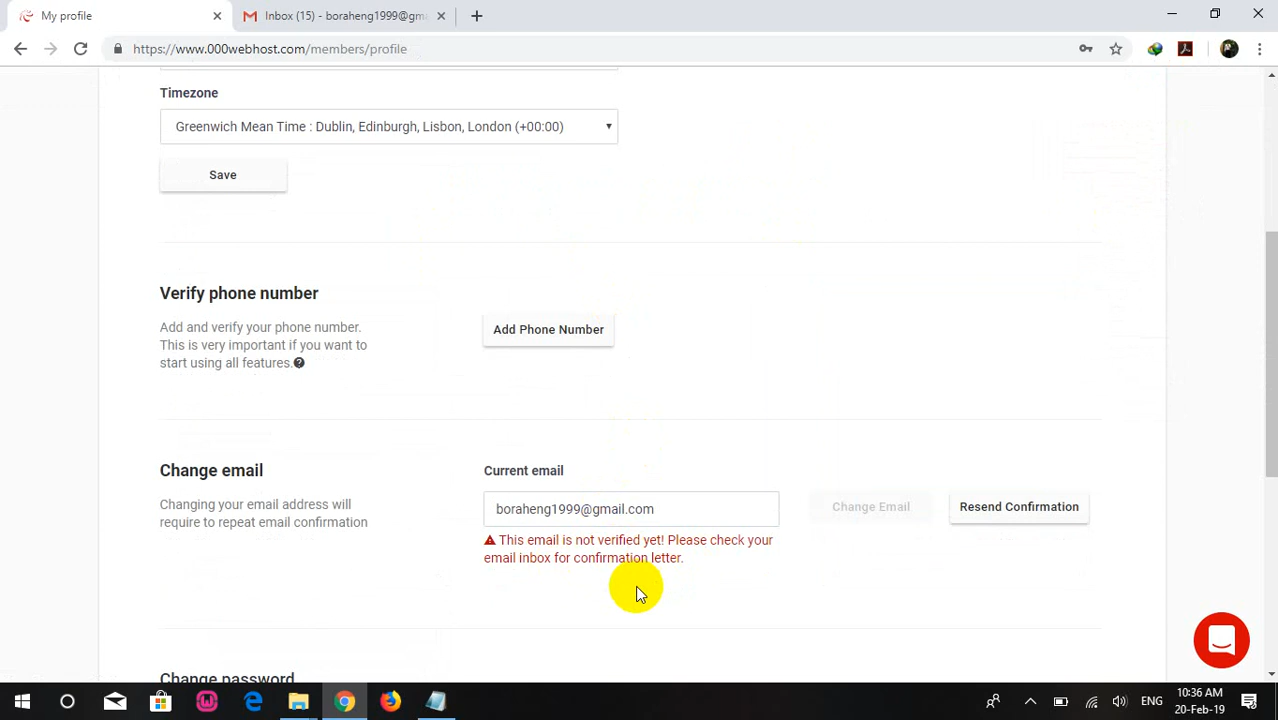 My profile
Inbox (15) - boraheng1999@gma
https://www.000webhost.com/members/profile
Timezone
Greenwich Mean Time : Dublin, Edinburgh, Lisbon, London (+00:00)
Save
Verify phone number
Add and verify your phone number.
This is very important if you want to
start using all features.
Add Phone Number
Change email
Changing your email address will
require to repeat email confirmation
Current email
boraheng1999@gmail.com
This email is not verified yet! Please check your
email inbox for confirmation letter.
Change Email
Resend Confirmation
Change password
ENG
10:36 AM
20-Feb-19